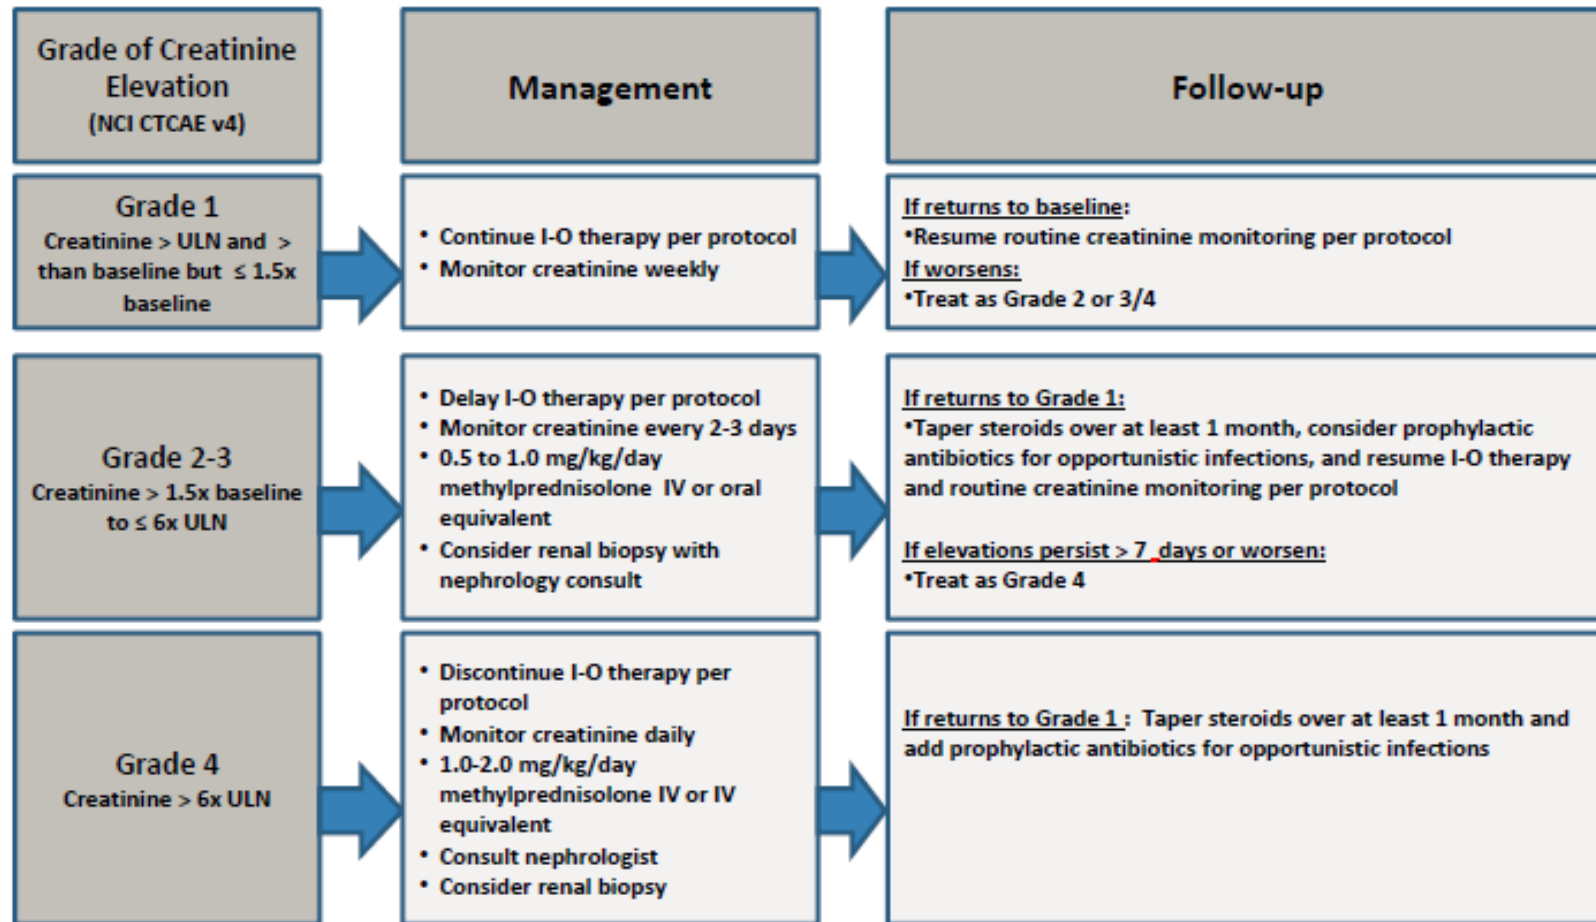 Grade of Creatinine
Elevation
(NCI CTCAE v4)
Management
Follow-up
Grade 1
Creatinine > ULN and >
than baseline but ≤ 1.5x
baseline
• Continue I-O therapy per protocol
• Monitor creatinine weekly
If returns to baseline:
•Resume routine creatinine monitoring per protocol
If worsens:
•Treat as Grade 2 or 3/4
Grade 2-3
Creatinine > 1.5x baseline
to ≤ 6x ULN
• Delay I-O therapy per protocol
• Monitor creatinine every 2-3 days
• 0.5 to 1.0 mg/kg/day
methylprednisolone IV or oral
equivalent
• Consider renal biopsy with
nephrology consult
If returns to Grade 1:
•Taper steroids over at least 1 month, consider prophylactic
antibiotics for opportunistic infections, and resume I-O therapy
and routine creatinine monitoring per protocol
If elevations persist > 7 days or worsen:
•Treat as Grade 4
Grade 4
Creatinine > 6x ULN
• Discontinue I-O therapy per
protocol
• Monitor creatinine daily
• 1.0-2.0 mg/kg/day
methylprednisolone IV or IV
equivalent
• Consult nephrologist
• Consider renal biopsy
If returns to Grade 1 : Taper steroids over at least 1 month and
add prophylactic antibiotics for opportunistic infections